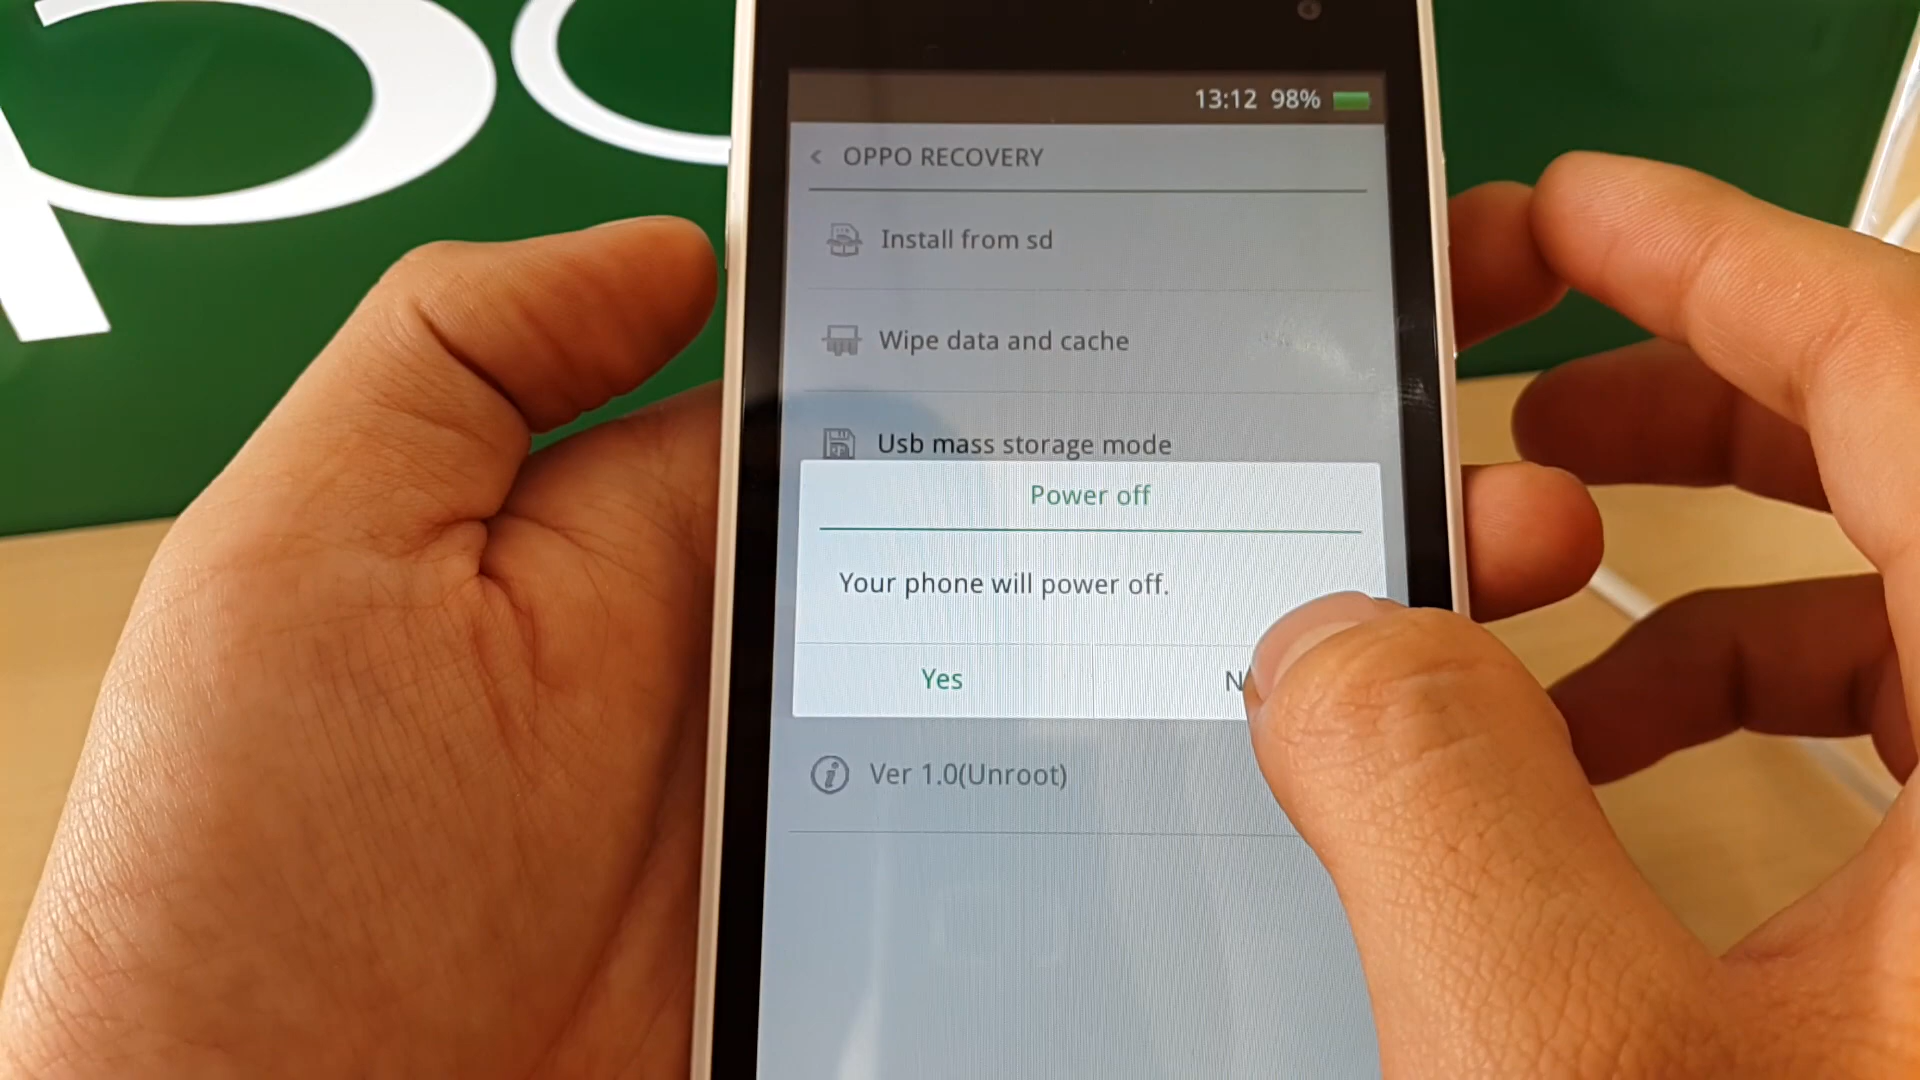 13:12 98%
< OPPO RECOVERY
Install from sd
Wipe data and cache
Usb mass storage mode
Power off
Your phone will power off.
Yes
Ver 1.0(Unroot)